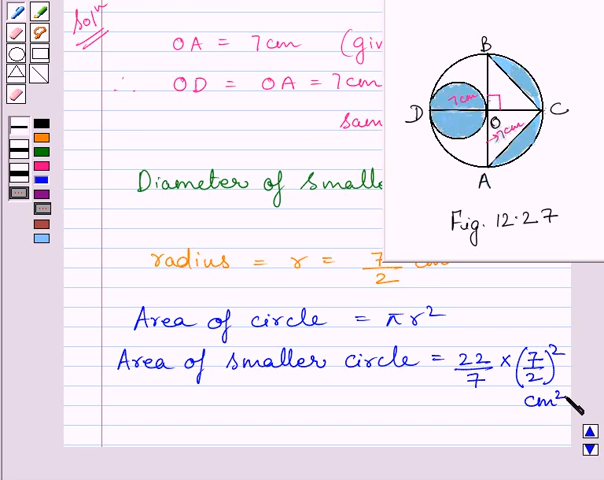 Solⁿ
OA = 7cm (giv
∴ OD = OA = 7cm
sam
Diameter of smalle
radius = r = 7/2 cm
Area of circle = πr²
Area of smaller circle = 22/7 × (7/2)²
cm²
B
7cm
D
O
C
7cm
A
Fig. 12.27